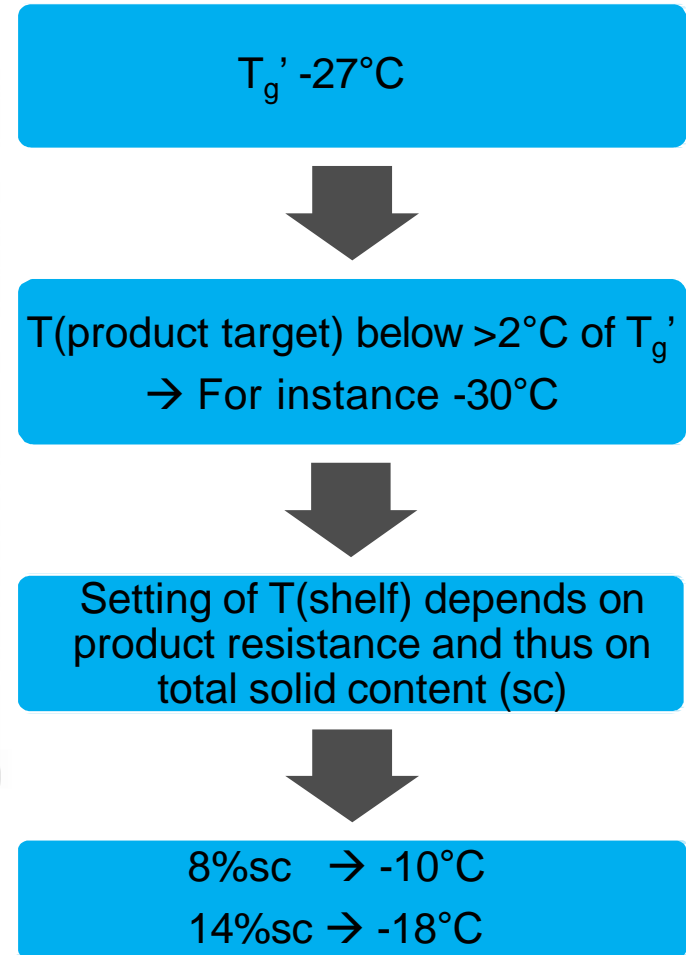 Tg’ -27°C
T(product target) below >2°C of Tg’
→ For instance -30°C
Setting of T(shelf) depends on
product resistance and thus on
total solid content (sc)
8%sc → -10°C
14%sc → -18°C